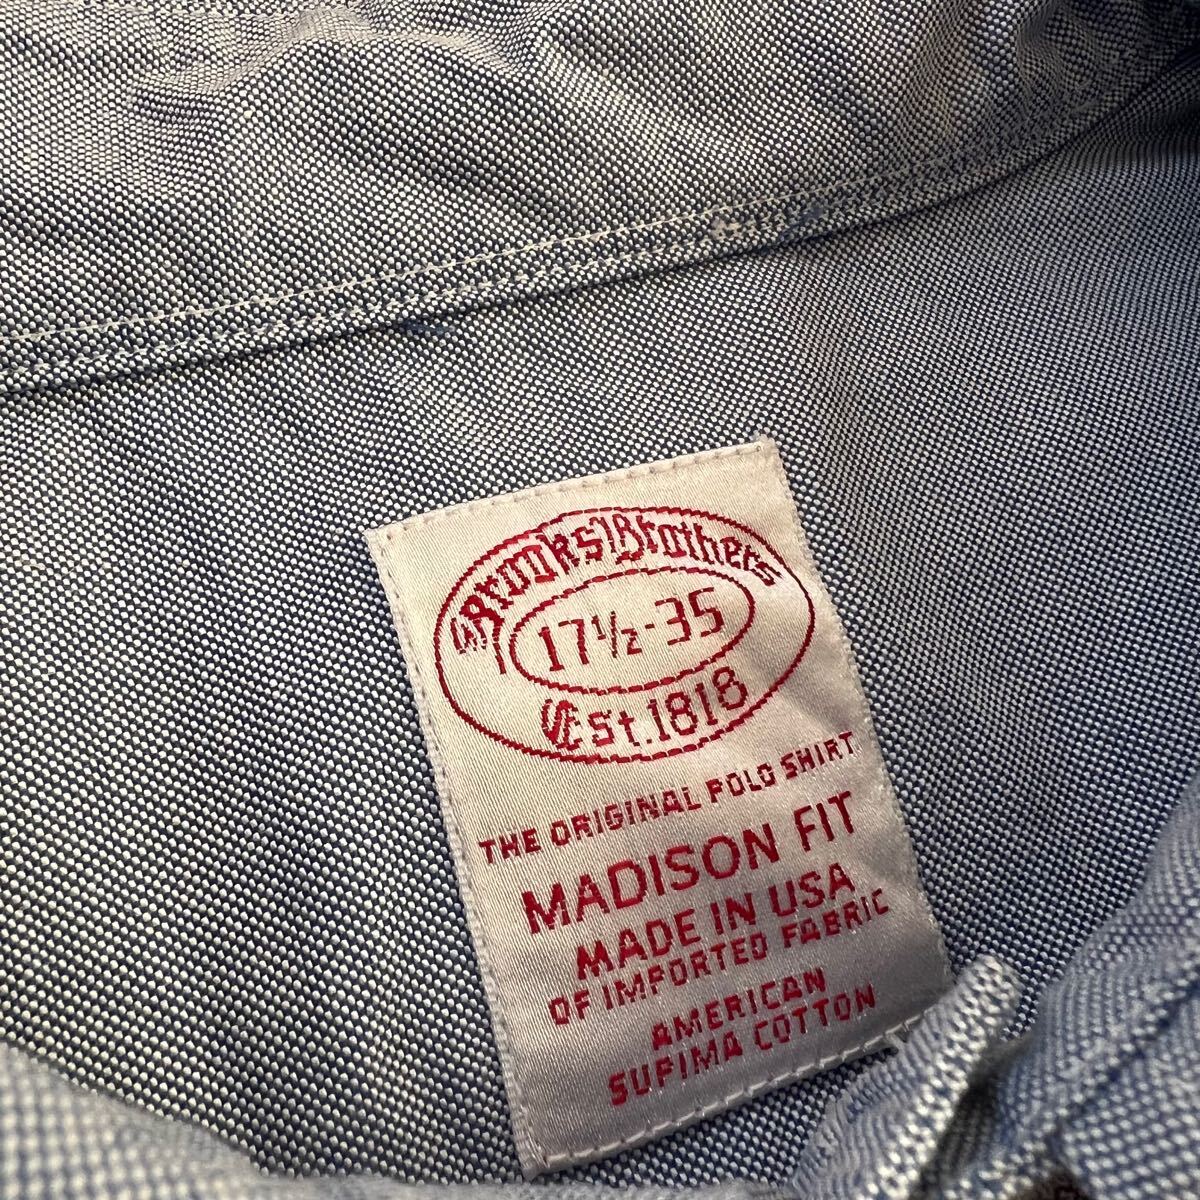 Brooks Brothers
17½-35
Est. 1818
THE ORIGINAL POLO SHIRT
MADISON FIT
MADE IN USA
OF IMPORTED FABRIC
AMERICAN
SUPIMA COTTON